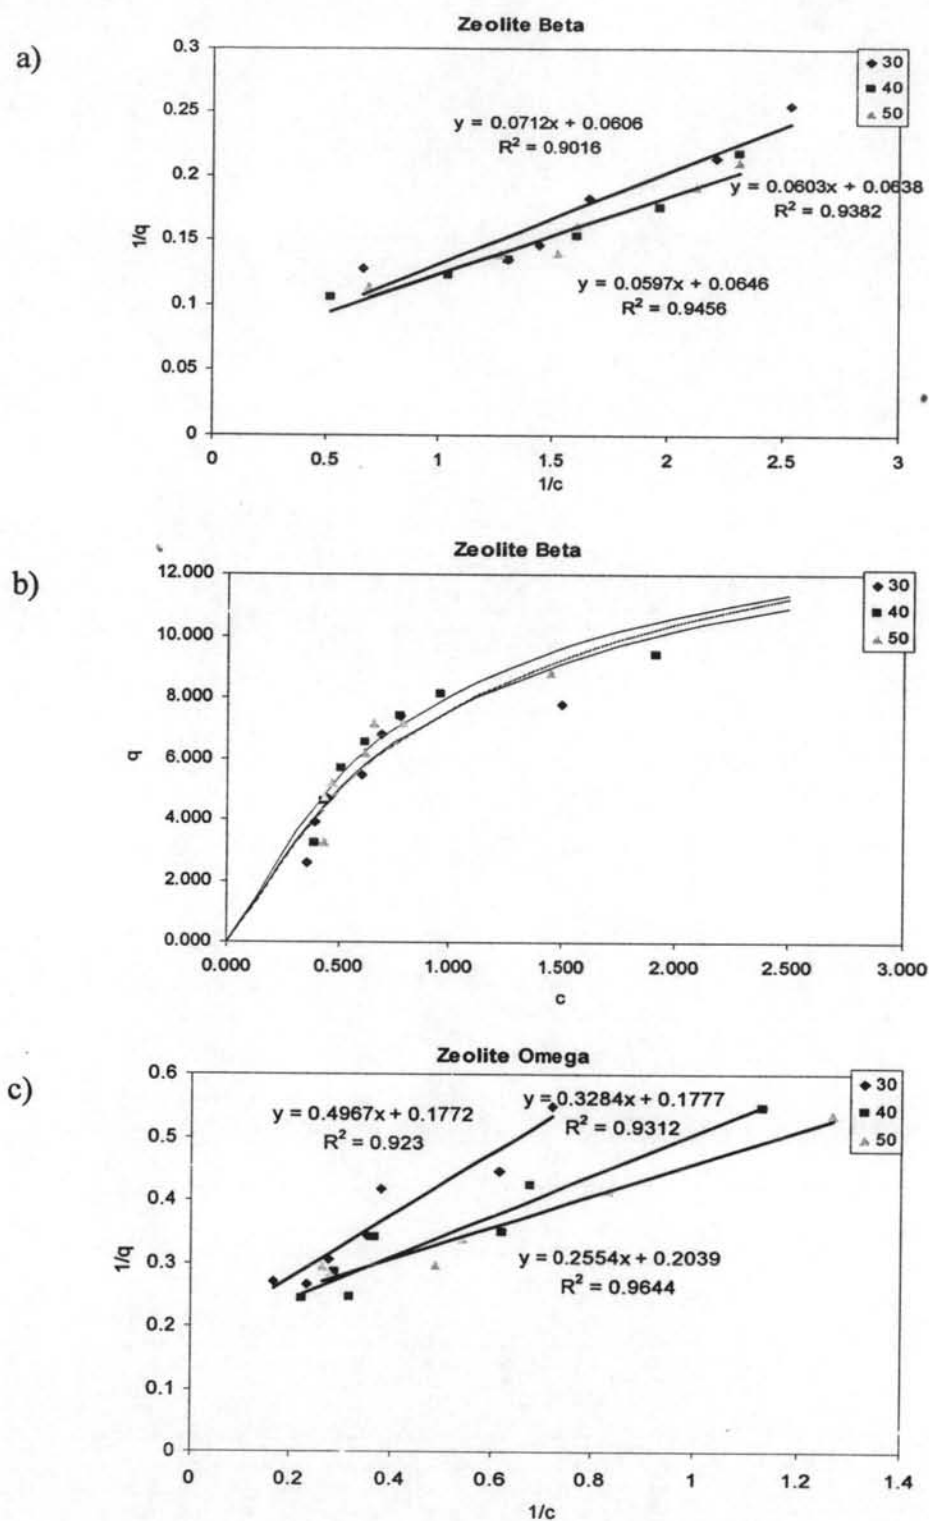 a)
Zeolite Beta
0.3
0.25
0.2
0.15
0.1
0.05
0
1/q
y = 0.0712x + 0.0606
R² = 0.9016
y = 0.0603x + 0.0638
R² = 0.9382
y = 0.0597x + 0.0646
R² = 0.9456
30
40
50
0 0.5 1 1.5 2 2.5 3
1/c
b)
Zeolite Beta
12.000
10.000
8.000
6.000
4.000
2.000
0.000
q
30
40
50
0.000 0.500 1.000 1.500 2.000 2.500 3.000
c
c)
Zeolite Omega
0.6
0.5
0.4
0.3
0.2
0.1
0
1/q
y = 0.4967x + 0.1772
R² = 0.923
y = 0.3284x + 0.1777
R² = 0.9312
y = 0.2554x + 0.2039
R² = 0.9644
30
40
50
0 0.2 0.4 0.6 0.8 1 1.2 1.4
1/c